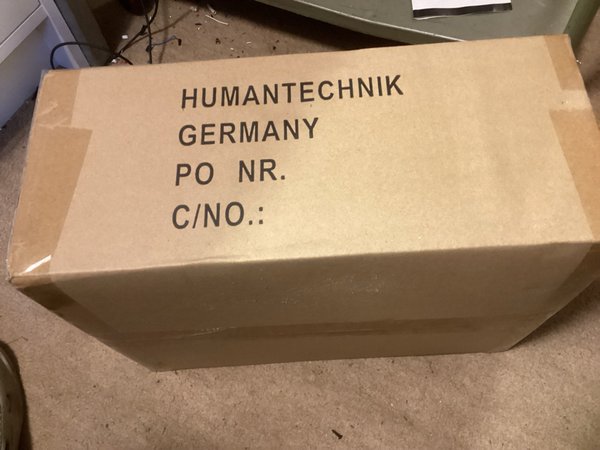 HUMANTECHNIK
GERMANY
PO NR.
C/NO.: